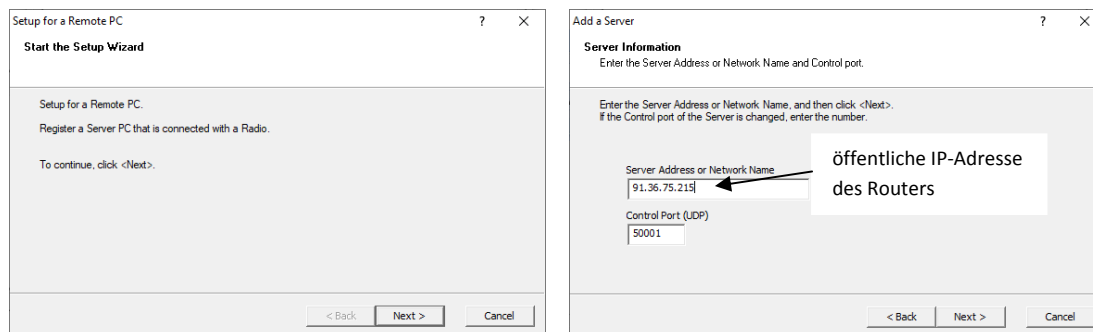 Setup for a Remote PC
Start the Setup Wizard
Setup for a Remote PC.
Register a Server PC that is connected with a Radio.
To continue, click <Next>.
< Back
Next >
Cancel
Add a Server
Server Information
Enter the Server Address or Network Name and Control port.
Enter the Server Address or Network Name, and then click <Next>.
If the Control port of the Server is changed, enter the number.
Server Address or Network Name
91.36.75.215
öffentliche IP-Adresse
des Routers
Control Port (UDP)
50001
< Back
Next >
Cancel